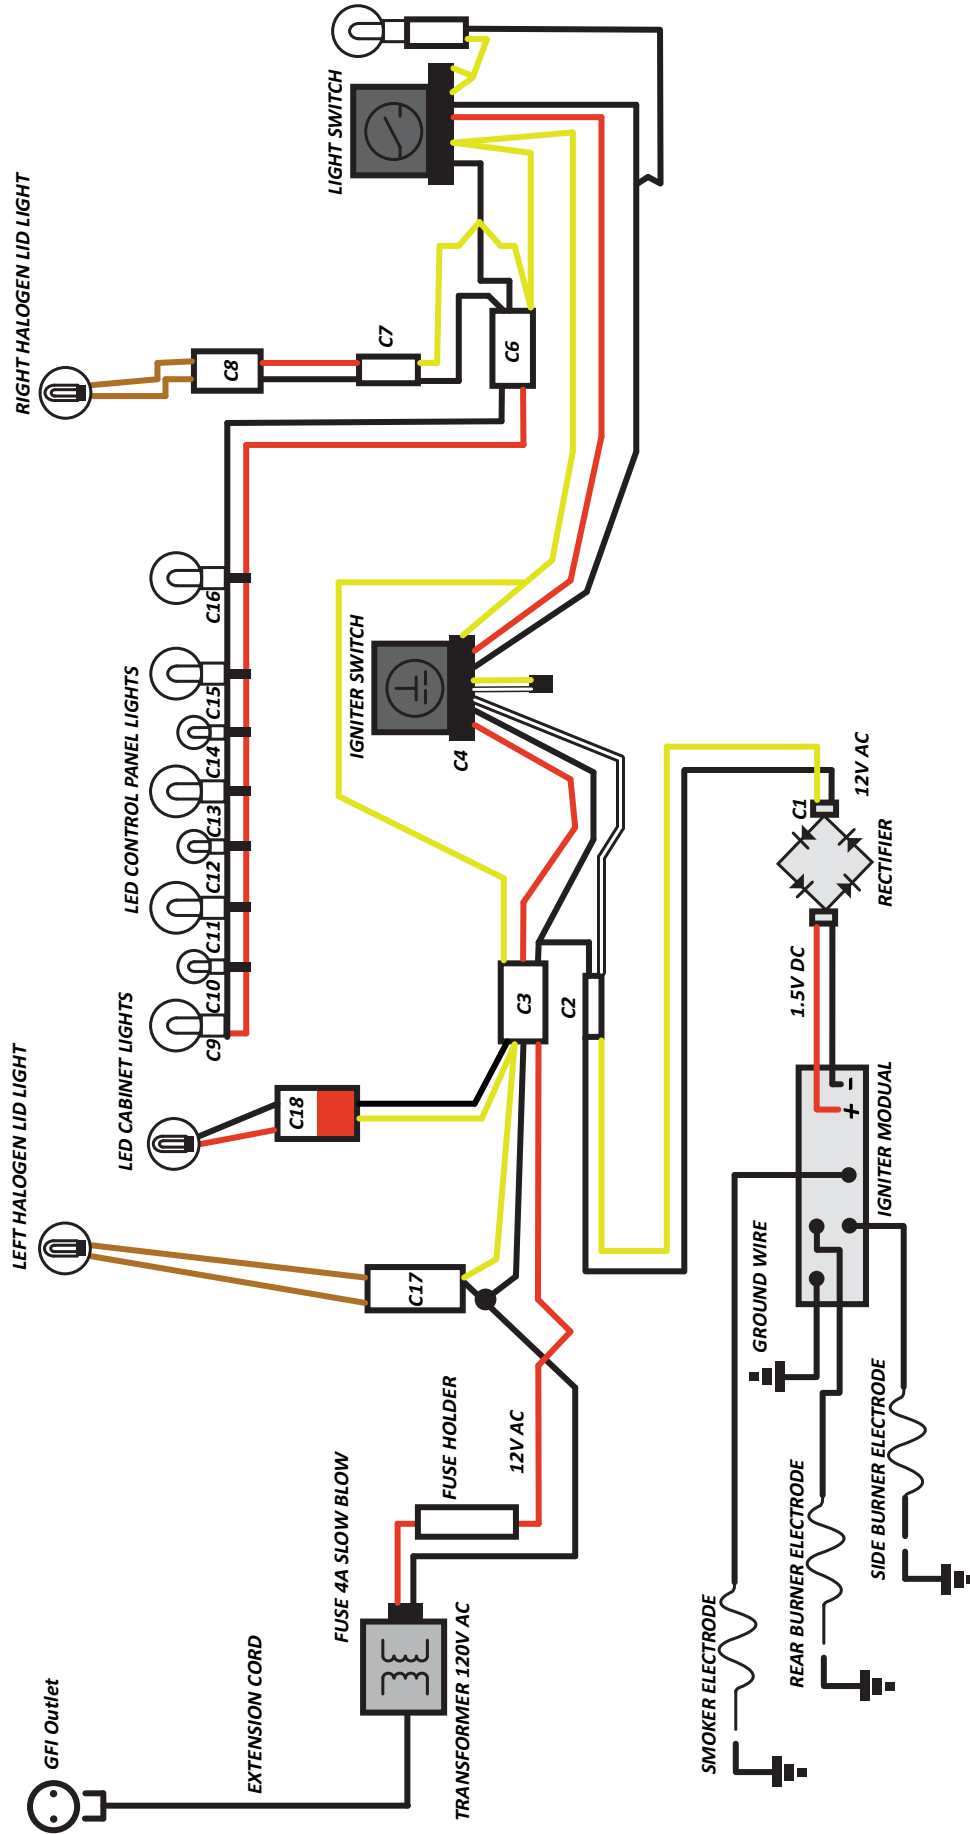 GFI Outlet
EXTENSION CORD
TRANSFORMER 120V AC
FUSE 4A SLOW BLOW
FUSE HOLDER
12V AC
LEFT HALOGEN LID LIGHT
C17
LED CABINET LIGHTS
C18
LED CONTROL PANEL LIGHTS
C9
C10
C11
C12
C13
C14
C15
C16
RIGHT HALOGEN LID LIGHT
C8
C7
C6
LIGHT SWITCH
IGNITER SWITCH
C4
C3
C2
C1
12V AC
RECTIFIER
1.5V DC
+ −
IGNITER MODUAL
GROUND WIRE
SMOKER ELECTRODE
REAR BURNER ELECTRODE
SIDE BURNER ELECTRODE